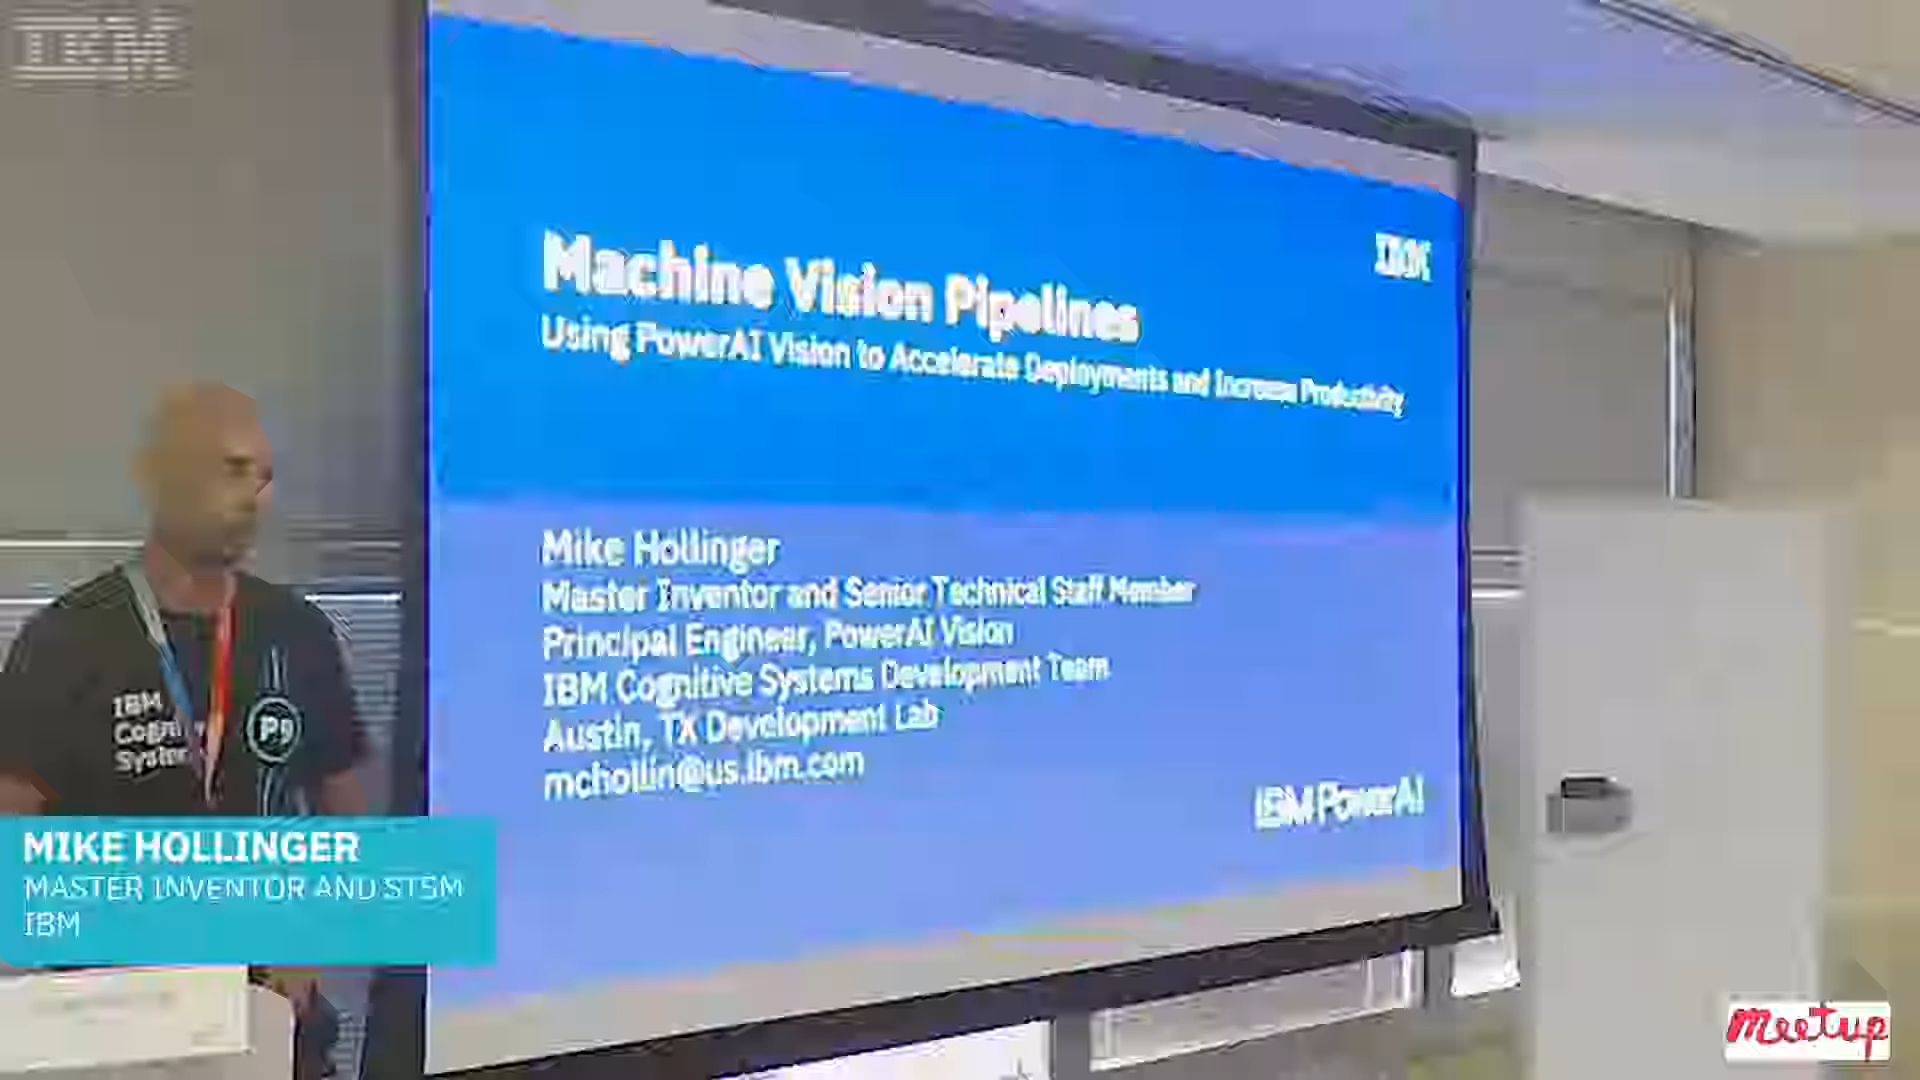 IBM
Machine Vision Pipelines
IBM
Using PowerAI Vision to Accelerate Deployments and Increase Productivity
Mike Hollinger
Master Inventor and Senior Technical Staff Member
Principal Engineer, PowerAI Vision
IBM Cognitive Systems Development Team
Austin, TX Development Lab
mchollin@us.ibm.com
IBM PowerAI
IBM
Cogni
System
P9
MIKE HOLLINGER
MASTER INVENTOR AND STSM
IBM
Meetup